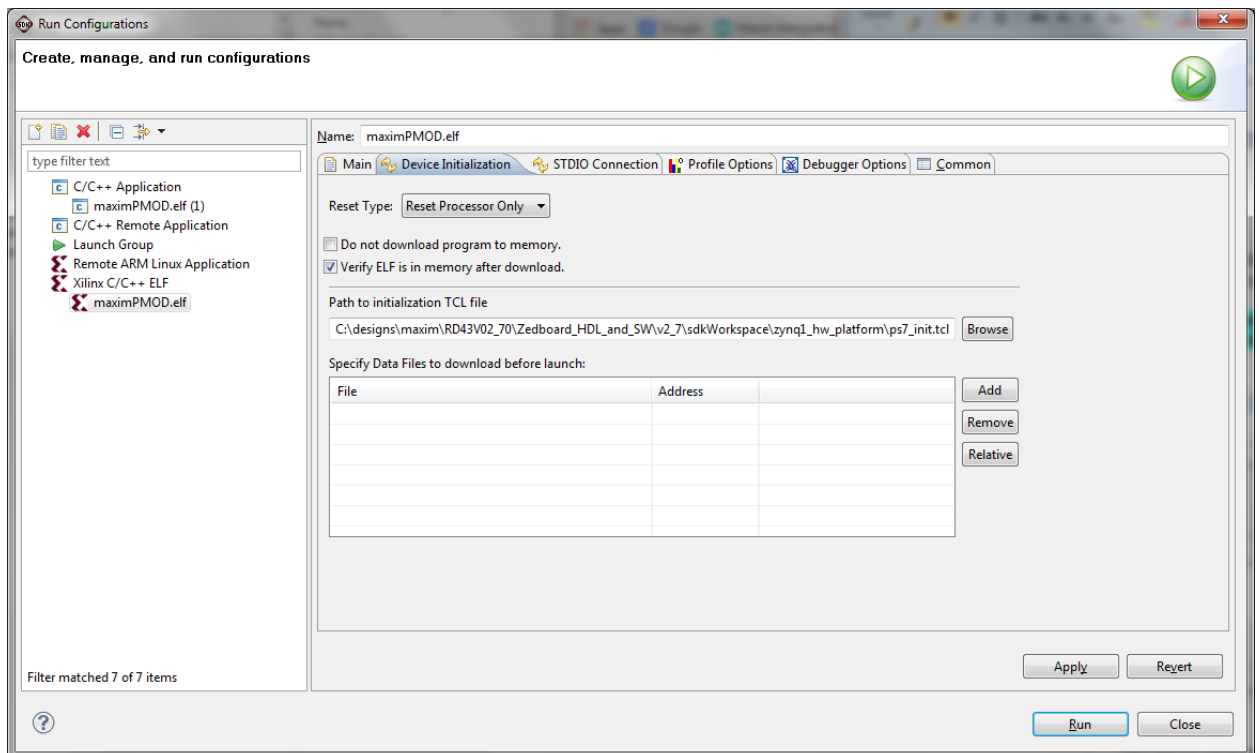 Run Configurations
Create, manage, and run configurations
type filter text
C/C++ Application
maximPMOD.elf (1)
C/C++ Remote Application
Launch Group
Remote ARM Linux Application
Xilinx C/C++ ELF
maximPMOD.elf
Filter matched 7 of 7 items
Name: maximPMOD.elf
Main Device Initialization STDIO Connection Profile Options Debugger Options Common
Reset Type: Reset Processor Only
Do not download program to memory.
Verify ELF is in memory after download.
Path to initialization TCL file
C:\designs\maxim\RD43V02_70\Zedboard_HDL_and_SW\v2_7\sdkWorkspace\zynq1_hw_platform\ps7_init.tcl Browse
Specify Data Files to download before launch:
File Address Add
Remove
Relative
Apply Revert
Run Close